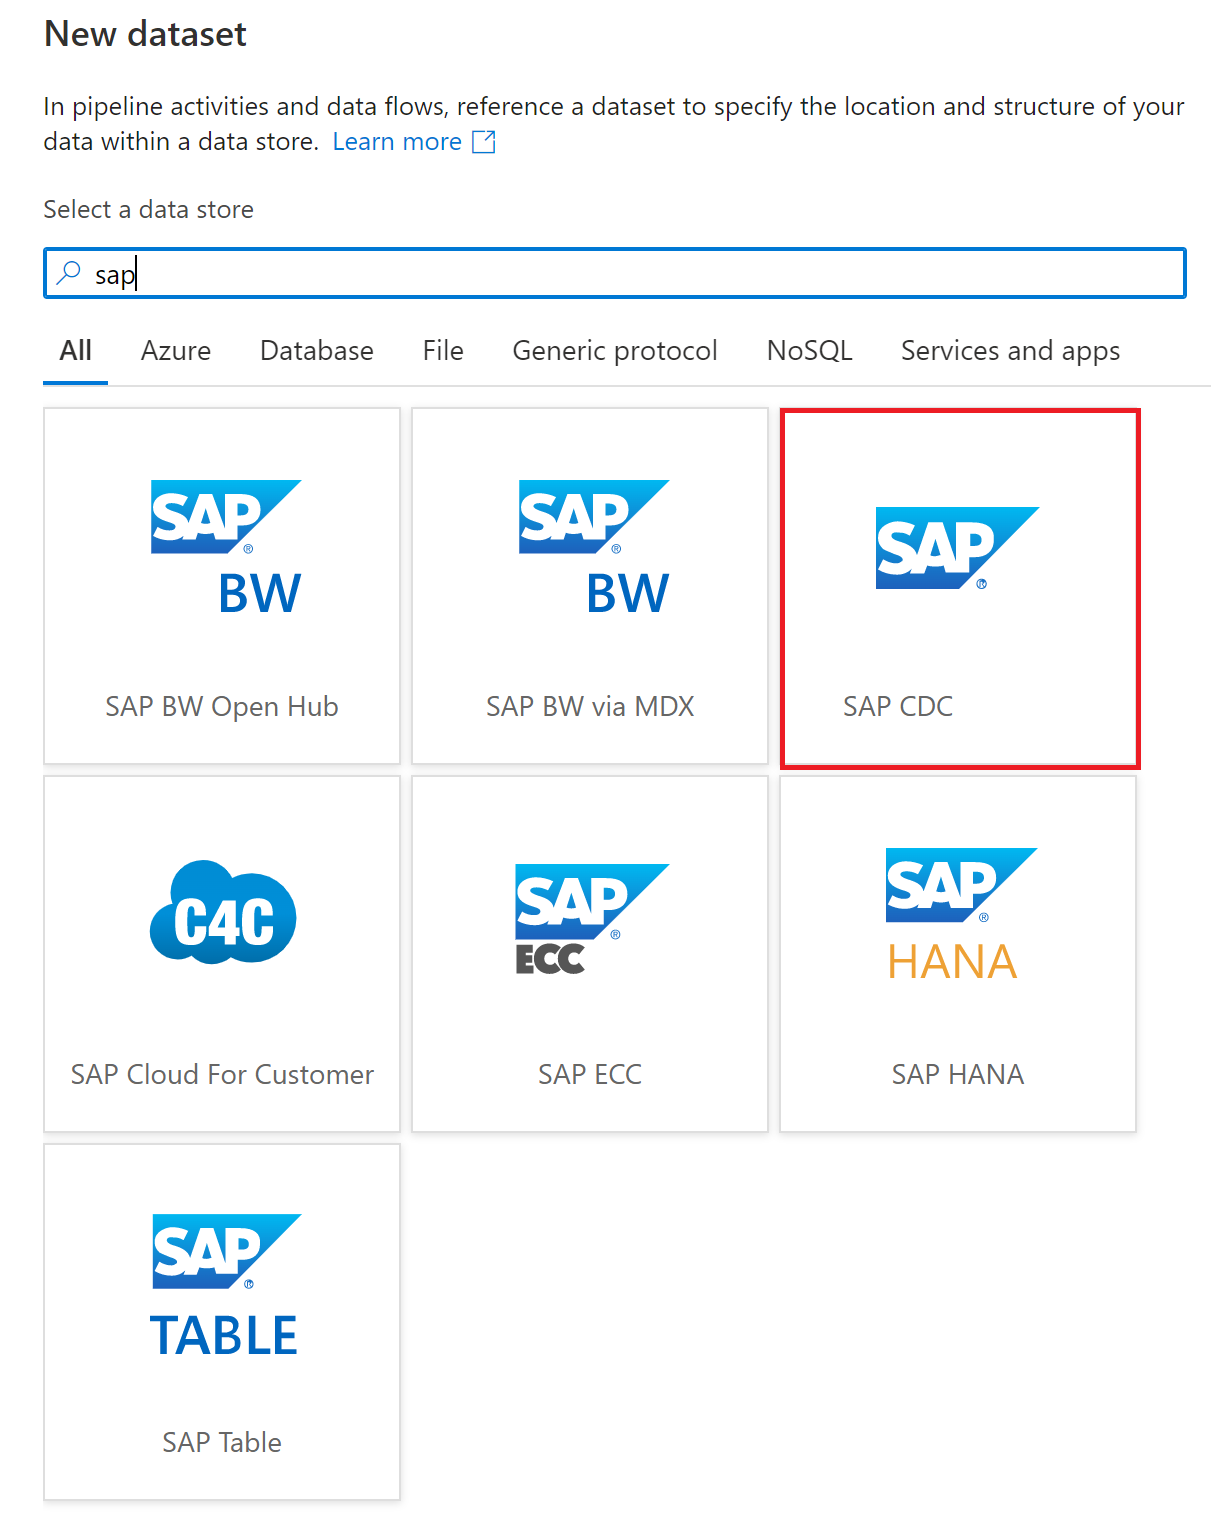 New dataset
In pipeline activities and data flows, reference a dataset to specify the location and structure of your
data within a data store. Learn more
Select a data store
sap
All Azure Database File Generic protocol NoSQL Services and apps
SAP ®
BW
SAP BW Open Hub
SAP ®
BW
SAP BW via MDX
SAP ®
SAP CDC
C4C
SAP Cloud For Customer
SAP ®
ECC
SAP ECC
SAP ®
HANA
SAP HANA
SAP ®
TABLE
SAP Table